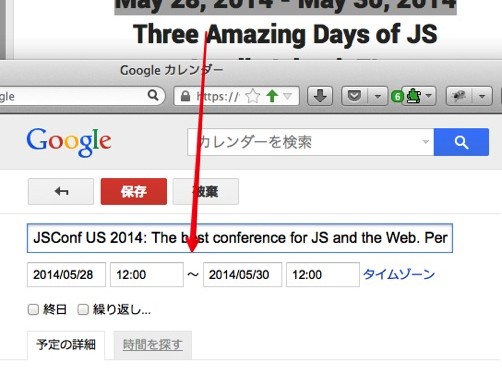 May 28, 2014 - May 30, 2014
Three Amazing Days of JS
Google カレンダー
gle
https://
6
Google
カレンダーを検索
保存
破棄
JSConf US 2014: The best conference for JS and the Web. Per
2014/05/28 12:00 ～ 2014/05/30 12:00 タイムゾーン
終日 繰り返し...
予定の詳細 時間を探す